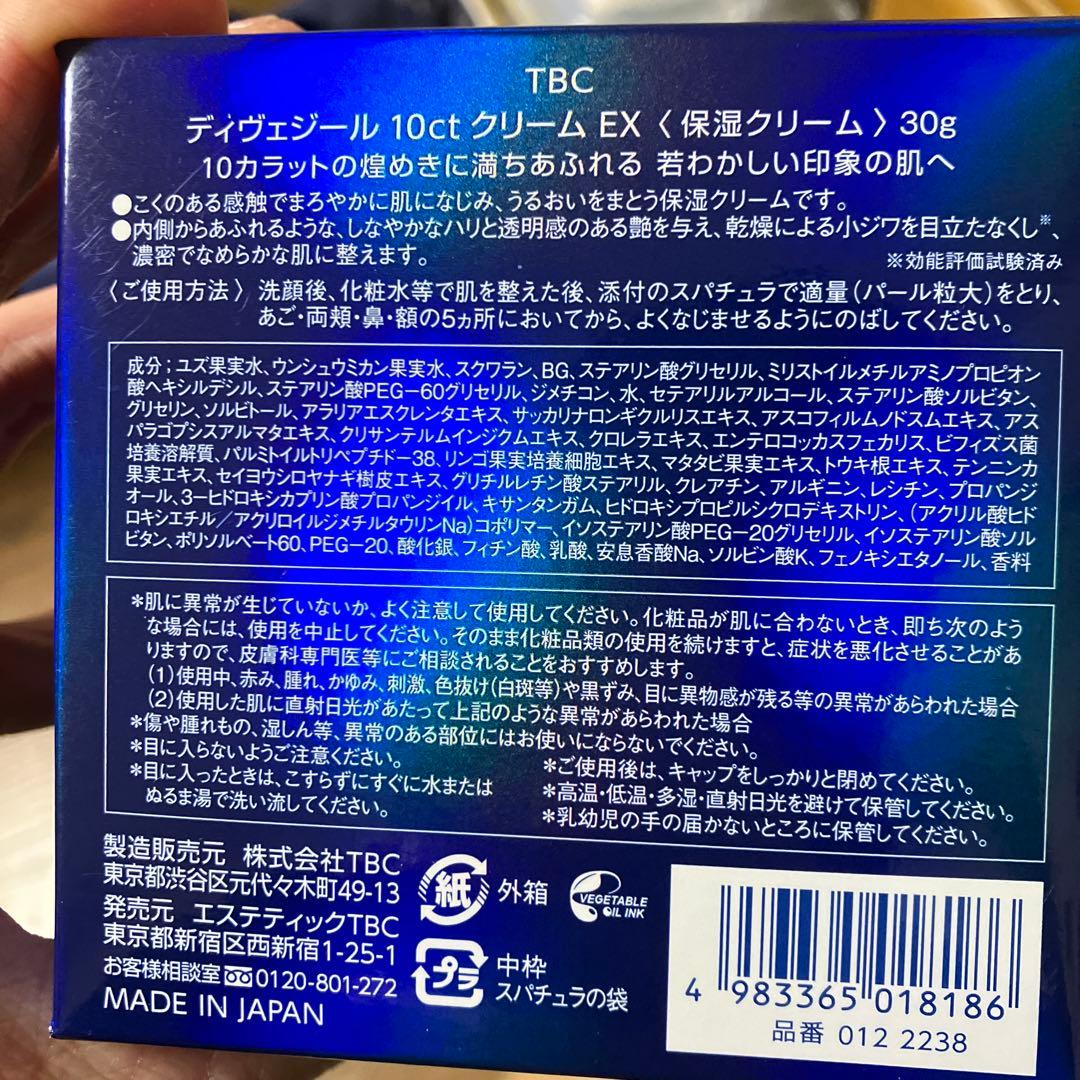 TBC
ディヴェジール 10ct クリーム EX〈 保湿クリーム 〉30g
10カラットの煌めきに満ちあふれる 若わかしい印象の肌へ
●こくのある感触でまろやかに肌になじみ、うるおいをまとう保湿クリームです。
●内側からあふれるような、しなやかなハリと透明感のある艶を与え、乾燥による小ジワを目立たなくし※、
濃密でなめらかな肌に整えます。
※効能評価試験済み
〈ご使用方法〉 洗顔後、化粧水等で肌を整えた後、添付のスパチュラで適量(パール粒大)をとり、
あご・両頬・鼻・額の5ヵ所においてから、よくなじませるようにのばしてください。
成分;ユズ果実水、ウンシュウミカン果実水、スクワラン、BG、ステアリン酸グリセリル、ミリストイルメチルアミノプロピオン
酸ヘキシルデシル、ステアリン酸PEG-60グリセリル、ジメチコン、水、セテアリルアルコール、ステアリン酸ソルビタン、
グリセリン、ソルビトール、アラリアエスクレンタエキス、サッカリナロンギクルリスエキス、アスコフィルムノドスムエキス、アス
パラゴプシスアルマタエキス、クリサンテルムインジクムエキス、クロレラエキス、エンテロコッカスフェカリス、ビフィズス菌
培養溶解質、パルミトイルトリペプチド-38、リンゴ果実培養細胞エキス、マタタビ果実エキス、トウキ根エキス、テンニンカ
果実エキス、セイヨウシロヤナギ樹皮エキス、グリチルレチン酸ステアリル、クレアチン、アルギニン、レシチン、プロパンジ
オール、3-ヒドロキシカプリン酸プロパンジイル、キサンタンガム、ヒドロキシプロピルシクロデキストリン、(アクリル酸ヒド
ロキシエチル/アクリロイルジメチルタウリンNa)コポリマー、イソステアリン酸PEG-20グリセリル、イソステアリン酸ソル
ビタン、ポリソルベート60、PEG-20、酸化銀、フィチン酸、乳酸、安息香酸Na、ソルビン酸K、フェノキシエタノール、香料
*肌に異常が生じていないか、よく注意して使用してください。化粧品が肌に合わないとき、即ち次のよう
な場合には、使用を中止してください。そのまま化粧品類の使用を続けますと、症状を悪化させることがあ
りますので、皮膚科専門医等にご相談されることをおすすめします。
(1)使用中、赤み、腫れ、かゆみ、刺激、色抜け(白斑等)や黒ずみ、目に異物感が残る等の異常があらわれた場合
(2)使用した肌に直射日光があたって上記のような異常があらわれた場合
*傷や腫れもの、湿しん等、異常のある部位にはお使いにならないでください。
*目に入らないようご注意ください。
*目に入ったときは、こすらずにすぐに水または
ぬるま湯で洗い流してください。
*ご使用後は、キャップをしっかりと閉めてください。
*高温・低温・多湿・直射日光を避けて保管してください。
*乳幼児の手の届かないところに保管してください。
製造販売元 株式会社TBC
東京都渋谷区元代々木町49-13
発売元 エステティックTBC
東京都新宿区西新宿1-25-1
お客様相談室 0120-801-272
MADE IN JAPAN
紙 外箱
VEGETABLE
OIL INK
プラ 中枠
スパチュラの袋
4 983365 018186
品番 012 2238